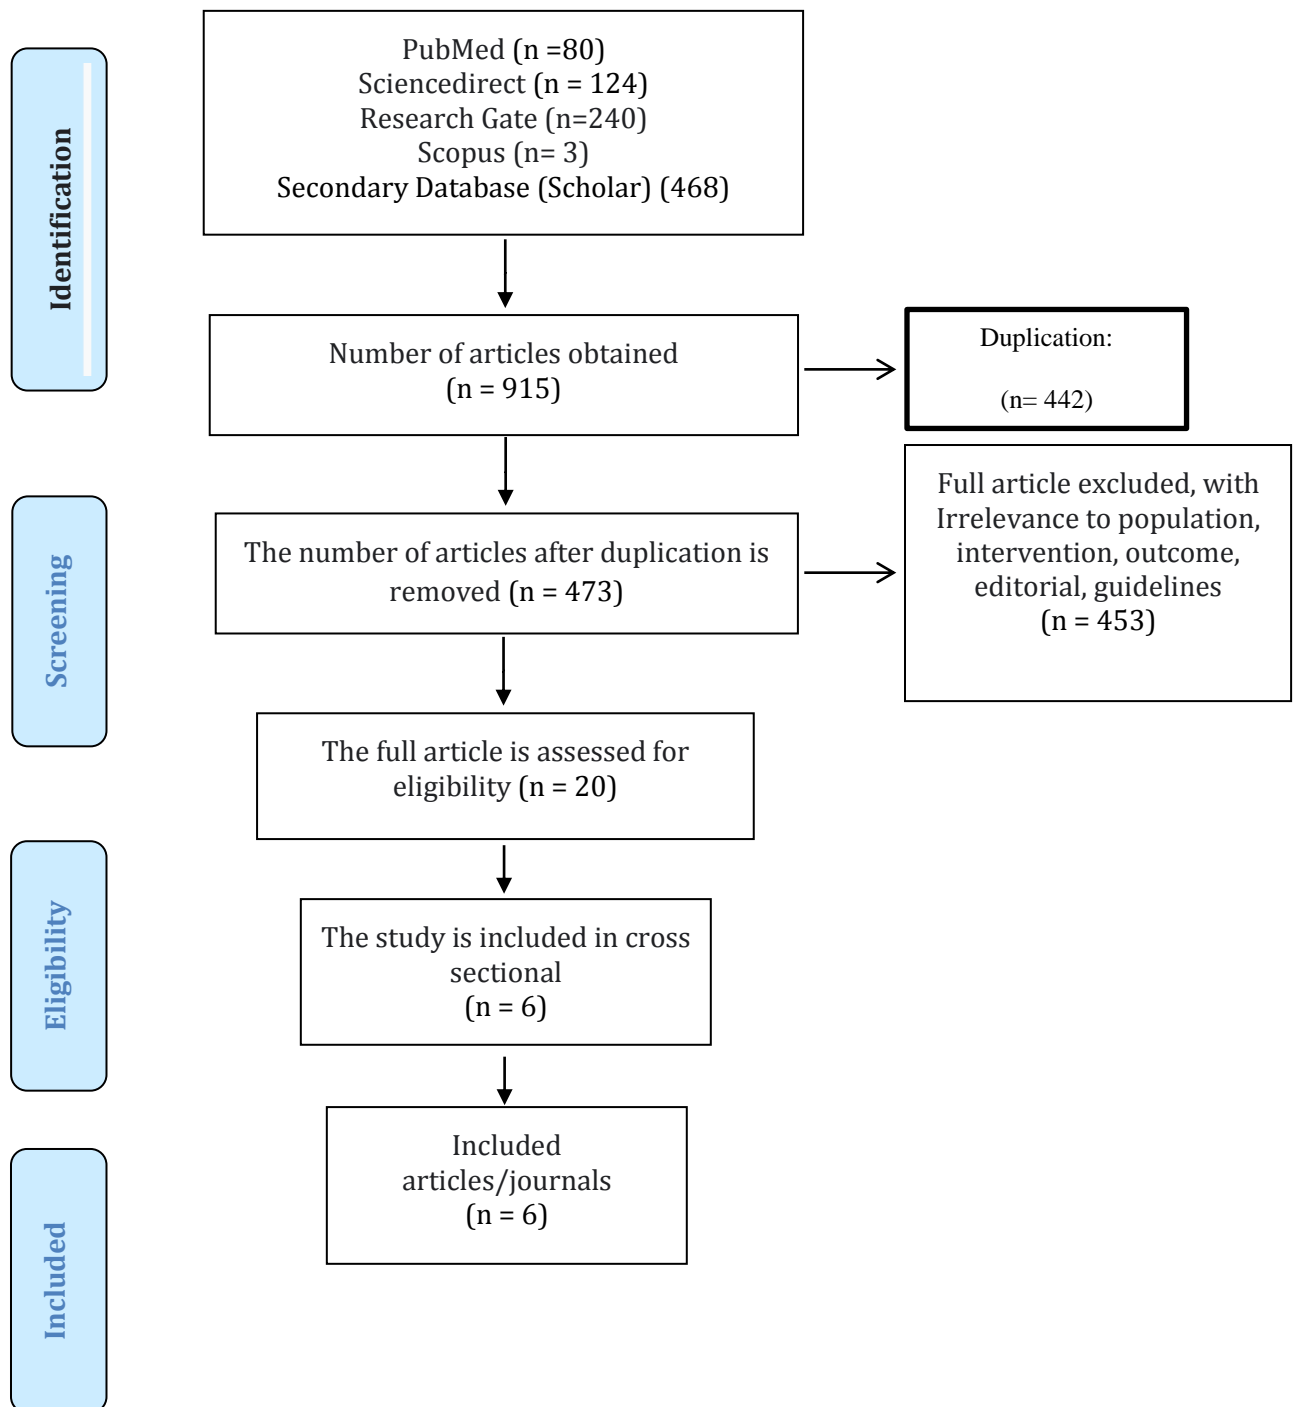 Identification
PubMed (n =80)
Sciencedirect (n = 124)
Research Gate (n=240)
Scopus (n= 3)
Secondary Database (Scholar) (468)
Number of articles obtained
(n = 915)
Duplication:
(n= 442)
Screening
The number of articles after duplication is
removed (n = 473)
Full article excluded, with
Irrelevance to population,
intervention, outcome,
editorial, guidelines
(n = 453)
The full article is assessed for
eligibility (n = 20)
Eligibility
The study is included in cross
sectional
(n = 6)
Included
Included
articles/journals
(n = 6)